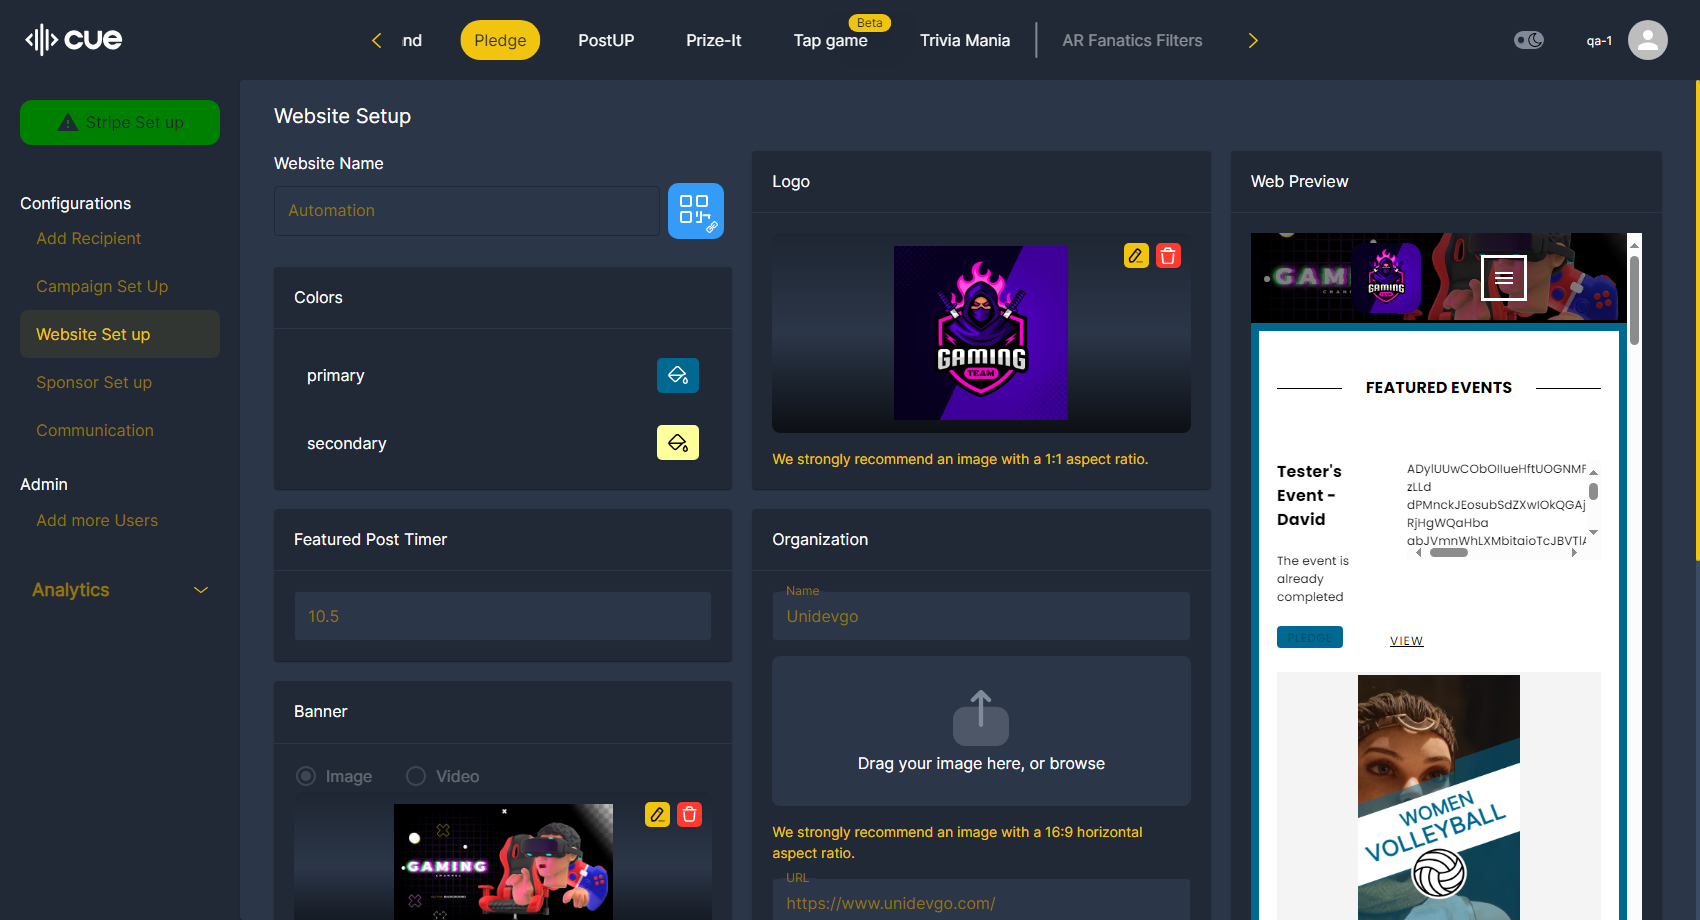 cue
nd
Pledge
PostUP
Prize-It
Tap game
Beta
Trivia Mania
AR Fanatics Filters
qa-1
Stripe Set up
Configurations
Add Recipient
Campaign Set Up
Website Set up
Sponsor Set up
Communication
Admin
Add more Users
Analytics
Website Setup
Website Name
Automation
Colors
primary
secondary
Featured Post Timer
10.5
Banner
Image
Video
GAMING
Logo
GAMING
TEAM
We strongly recommend an image with a 1:1 aspect ratio.
Organization
Name
Unidevgo
Drag your image here, or browse
We strongly recommend an image with a 16:9 horizontal
aspect ratio.
URL
https://www.unidevgo.com/
Web Preview
GAMING
TEAM
FEATURED EVENTS
Tester's
Event -
David
The event is
already
completed
zLLd
RjHgWQaHba
PLEDGE
VIEW
WOMEN
VOLLEYBALL